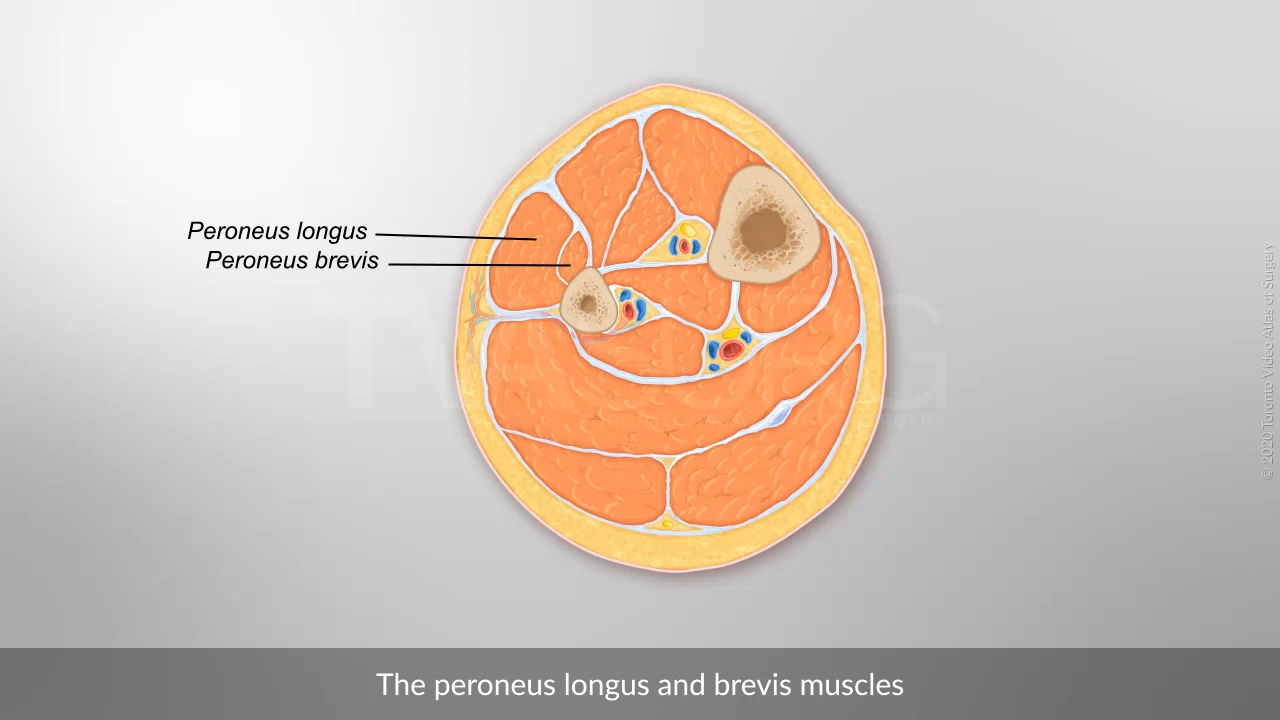 Peroneus longus
Peroneus brevis
© 2020 Toronto Video Atlas of Surgery
The peroneus longus and brevis muscles